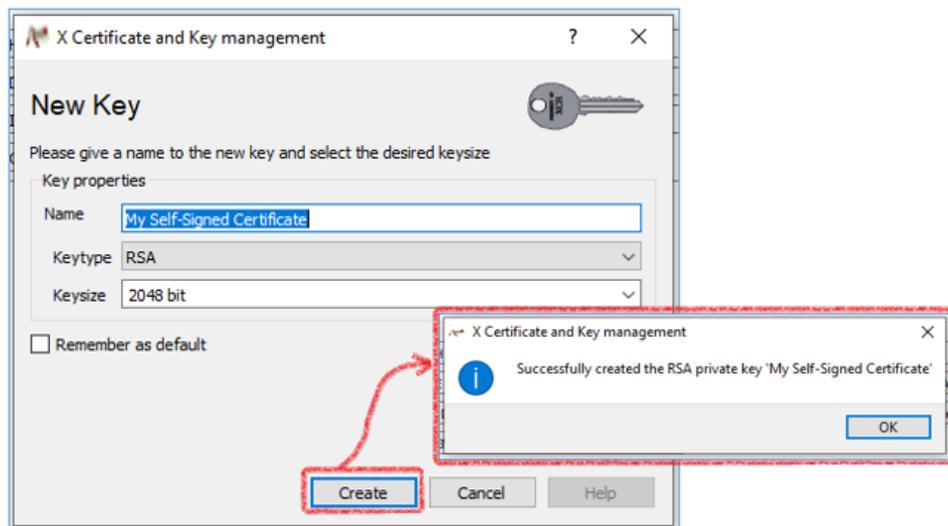 X Certificate and Key management
?
New Key
Please give a name to the new key and select the desired keysize
Key properties
Name
My Self-Signed Certificate
Keytype
RSA
Keysize
2048 bit
Remember as default
X Certificate and Key management
Successfully created the RSA private key 'My Self-Signed Certificate'
OK
Create
Cancel
Help